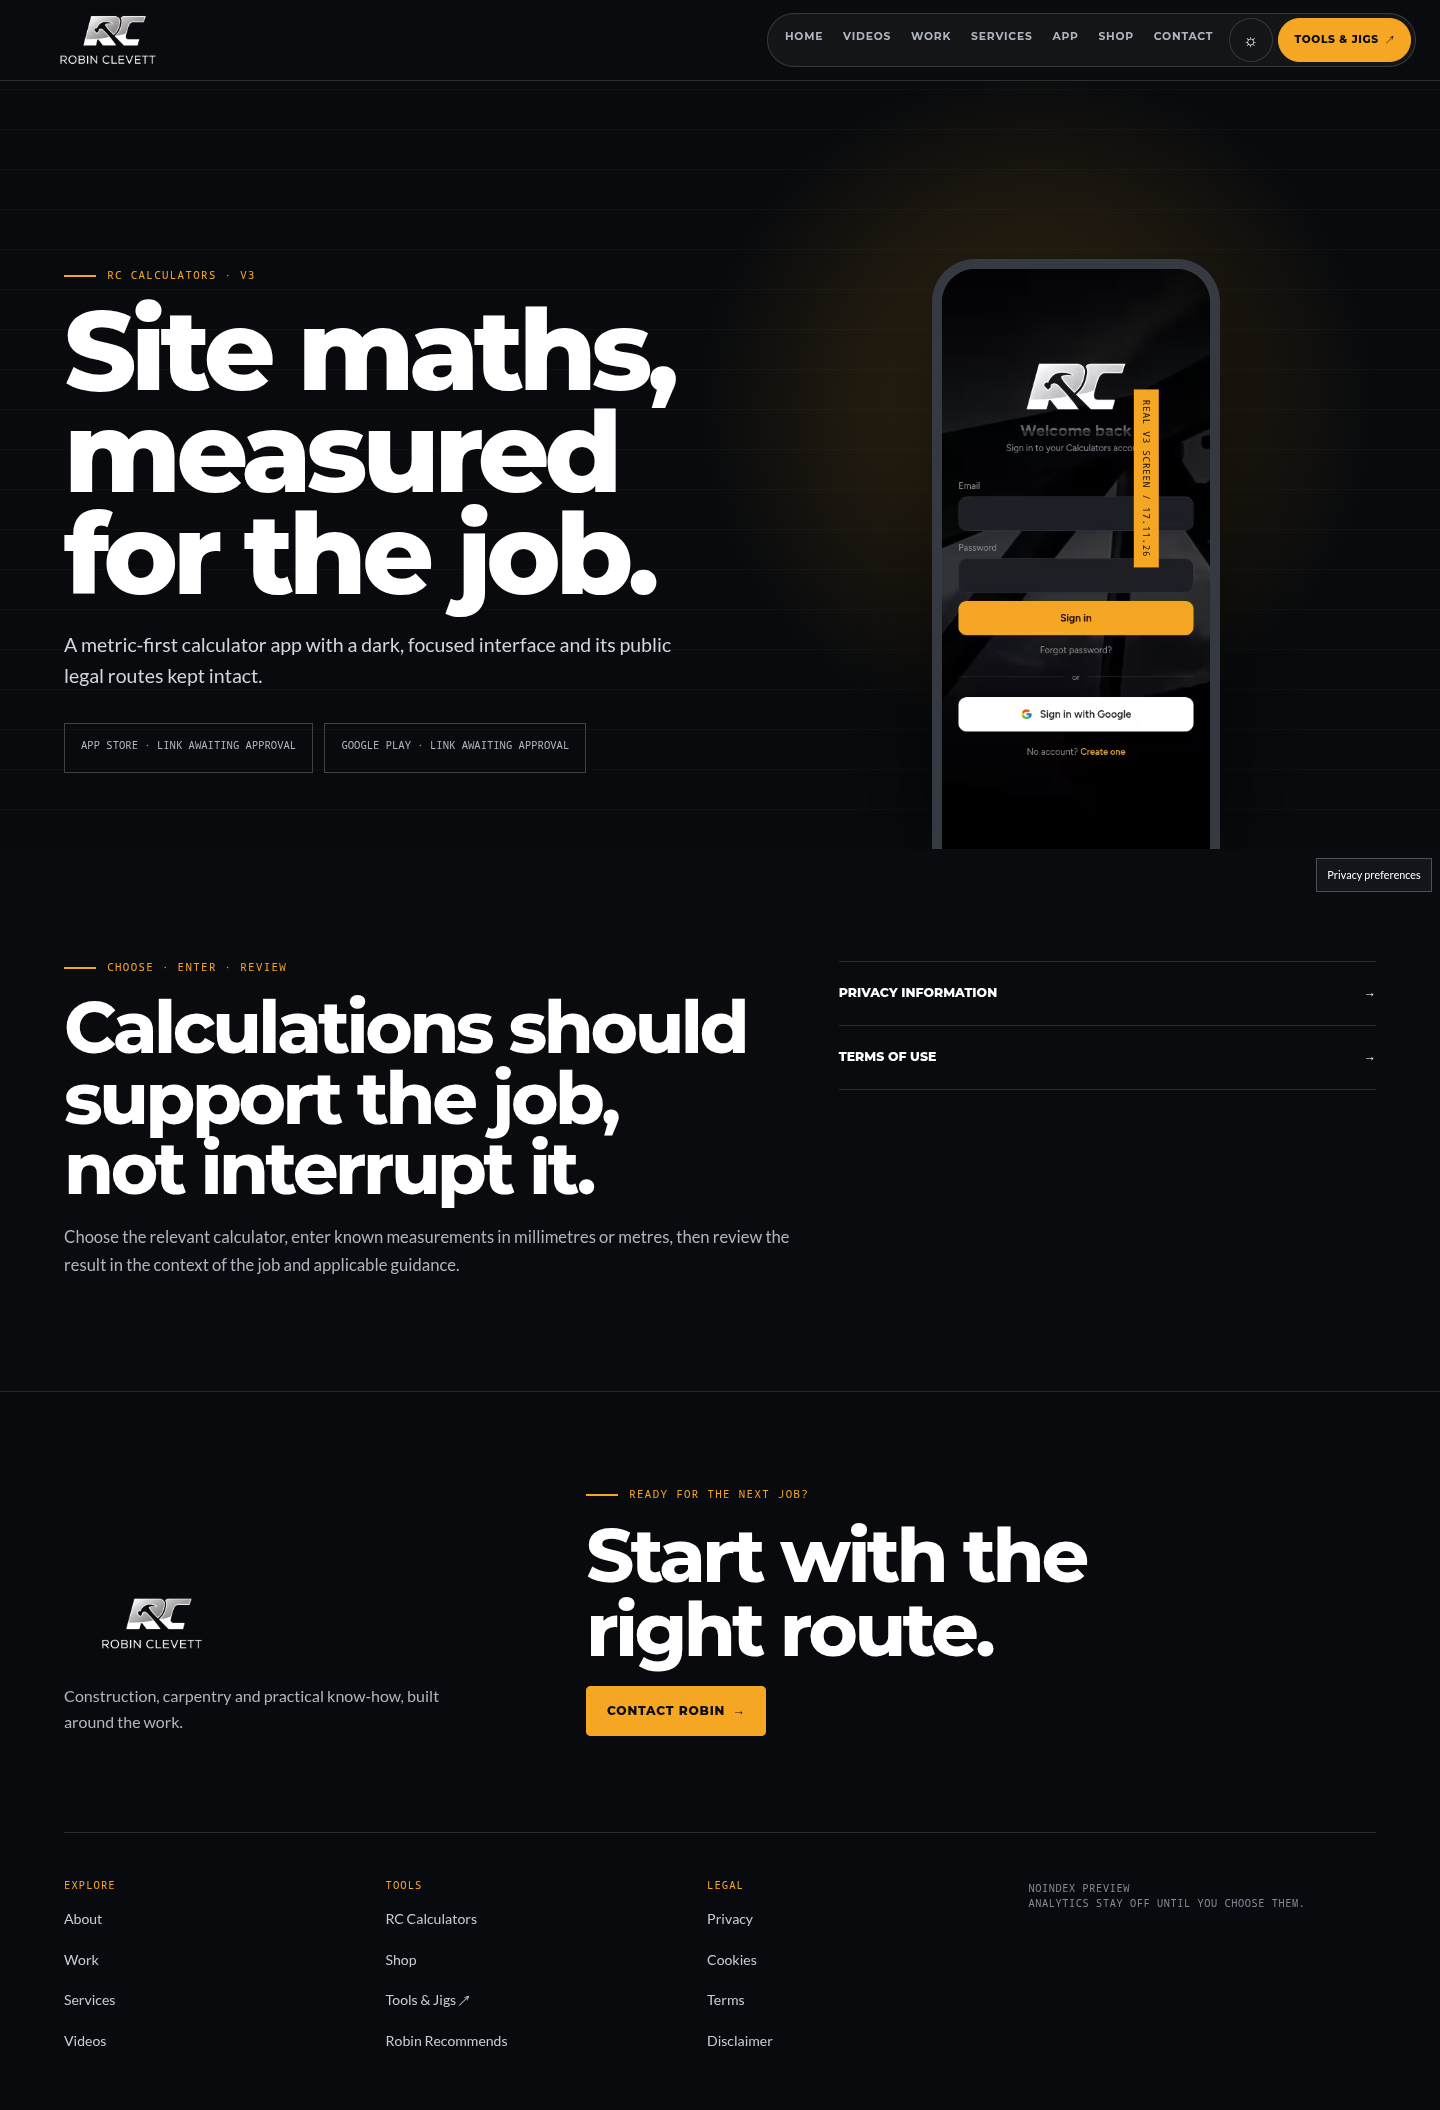 RC
ROBIN CLEVETT
HOME VIDEOS WORK SERVICES APP SHOP CONTACT
TOOLS & JIGS ↗
RC CALCULATORS · V3
Site maths,
measured
for the job.
A metric-first calculator app with a dark, focused interface and its public
legal routes kept intact.
APP STORE · LINK AWAITING APPROVAL
GOOGLE PLAY · LINK AWAITING APPROVAL
RC
Welcome back
Sign in to your Calculators
Email
Password
Sign in
Forgot password?
or
Sign in with Google
No account? Create one
REAL V3 SCREEN / 17.11.26
Privacy preferences
CHOOSE · ENTER · REVIEW
Calculations should
support the job,
not interrupt it.
Choose the relevant calculator, enter known measurements in millimetres or metres, then review the
result in the context of the job and applicable guidance.
PRIVACY INFORMATION →
TERMS OF USE →
RC
ROBIN CLEVETT
Construction, carpentry and practical know-how, built
around the work.
READY FOR THE NEXT JOB?
Start with the
right route.
CONTACT ROBIN →
EXPLORE
About
Work
Services
Videos
TOOLS
RC Calculators
Shop
Tools & Jigs ↗
Robin Recommends
LEGAL
Privacy
Cookies
Terms
Disclaimer
NOINDEX PREVIEW
ANALYTICS STAY OFF UNTIL YOU CHOOSE THEM.